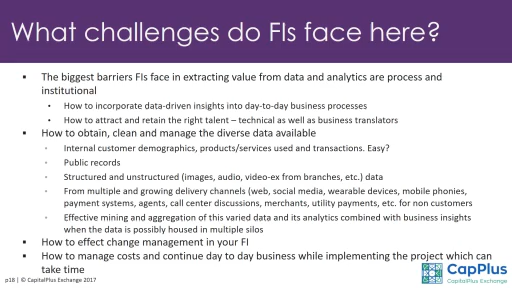 What challenges do FIs face here?
▪ The biggest barriers FIs face in extracting value from data and analytics are process and
institutional
• How to incorporate data-driven insights into day-to-day business processes
• How to attract and retain the right talent – technical as well as business translators
▪ How to obtain, clean and manage the diverse data available
• Internal customer demographics, products/services used and transactions. Easy?
• Public records
• Structured and unstructured (images, audio, video-ex from branches, etc.) data
• From multiple and growing delivery channels (web, social media, wearable devices, mobile phonies,
payment systems, agents, call center discussions, merchants, utility payments, etc. for non customers
• Effective mining and aggregation of this varied data and its analytics combined with business insights
when the data is possibly housed in multiple silos
▪ How to effect change management in your FI
▪ How to manage costs and continue day to day business while implementing the project which can
take time
p18 | © CapitalPlus Exchange 2017
CapPlus
CapitalPlus Exchange